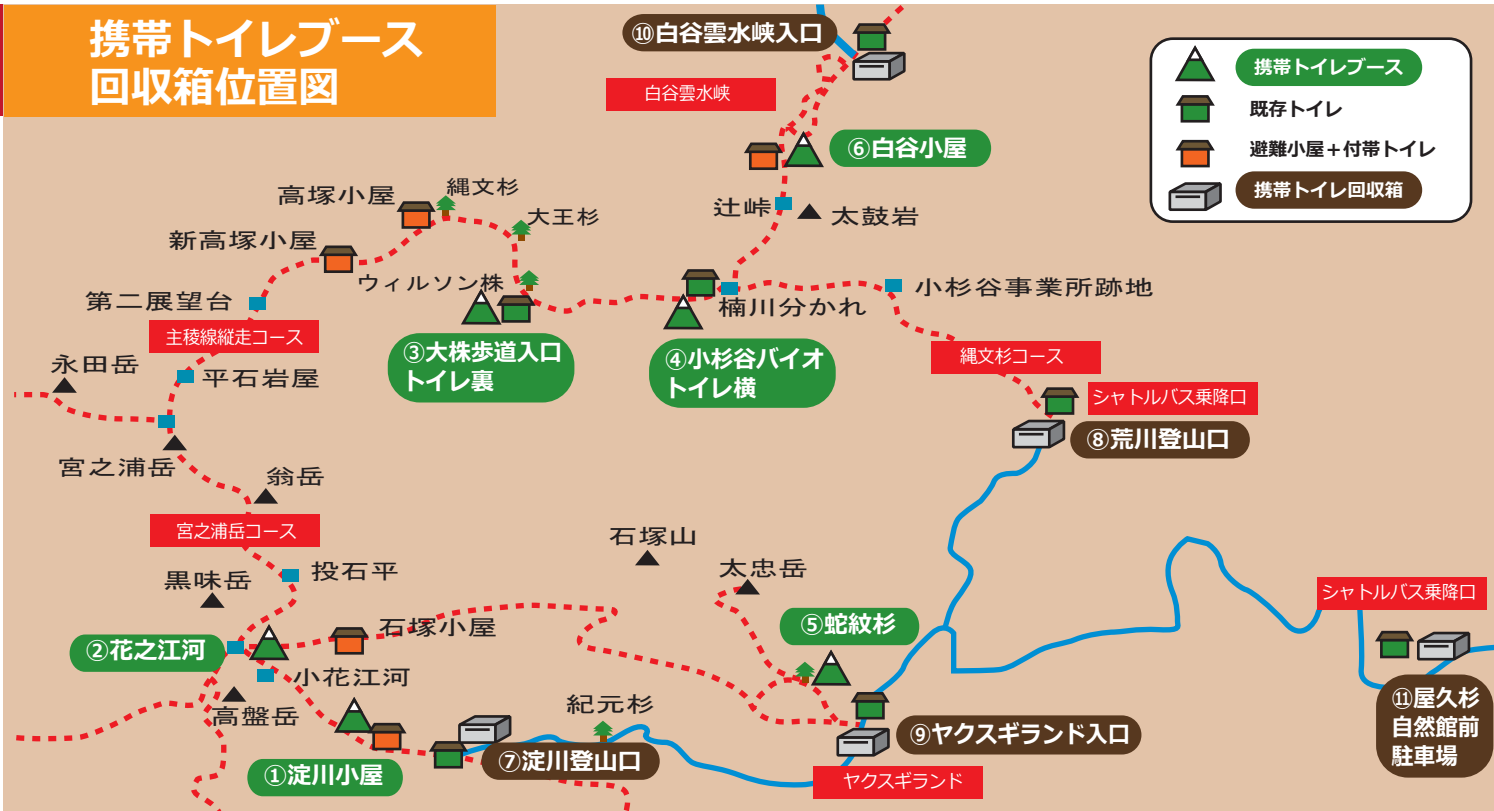 携帯トイレブース
回収箱位置図
⑩白谷雲水峡入口
白谷雲水峡
携帯トイレブース
既存トイレ
避難小屋+付帯トイレ
携帯トイレ回収箱
⑥白谷小屋
高塚小屋
縄文杉
大王杉
辻峠
太鼓岩
新高塚小屋
ウィルソン株
第二展望台
楠川分かれ
小杉谷事業所跡地
主稜線縦走コース
③大株歩道入口
トイレ裏
④小杉谷バイオ
トイレ横
縄文杉コース
永田岳
平石岩屋
シャトルバス乗降口
⑧荒川登山口
宮之浦岳
翁岳
宮之浦岳コース
石塚山
投石平
黒味岳
太忠岳
シャトルバス乗降口
⑤蛇紋杉
石塚小屋
②花之江河
小花江河
高盤岳
紀元杉
⑪屋久杉
自然館前
駐車場
⑨ヤクスギランド入口
⑦淀川登山口
①淀川小屋
ヤクスギランド